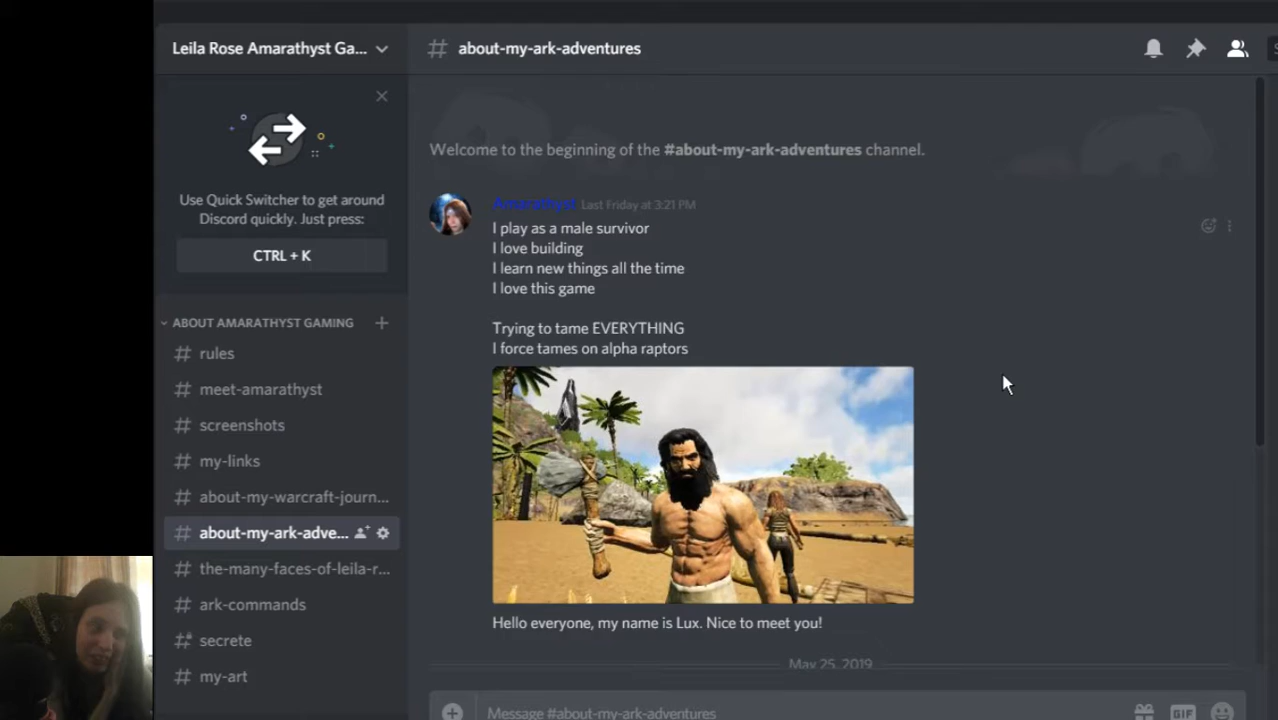 Leila Rose Amarathyst Ga...
# about-my-ark-adventures
Use Quick Switcher to get around
Discord quickly. Just press:
CTRL + K
ABOUT AMARATHYST GAMING
# rules
# meet-amarathyst
# screenshots
# my-links
# about-my-warcraft-journ...
# about-my-ark-adve...
# the-many-faces-of-leila-r...
# ark-commands
# secrete
# my-art
Welcome to the beginning of the #about-my-ark-adventures channel.
Amarathyst Last Friday at 3:21 PM
I play as a male survivor
I love building
I learn new things all the time
I love this game
Trying to tame EVERYTHING
I force tames on alpha raptors
Hello everyone, my name is Lux. Nice to meet you!
May 25, 2019
Message #about-my-ark-adventures
GIF